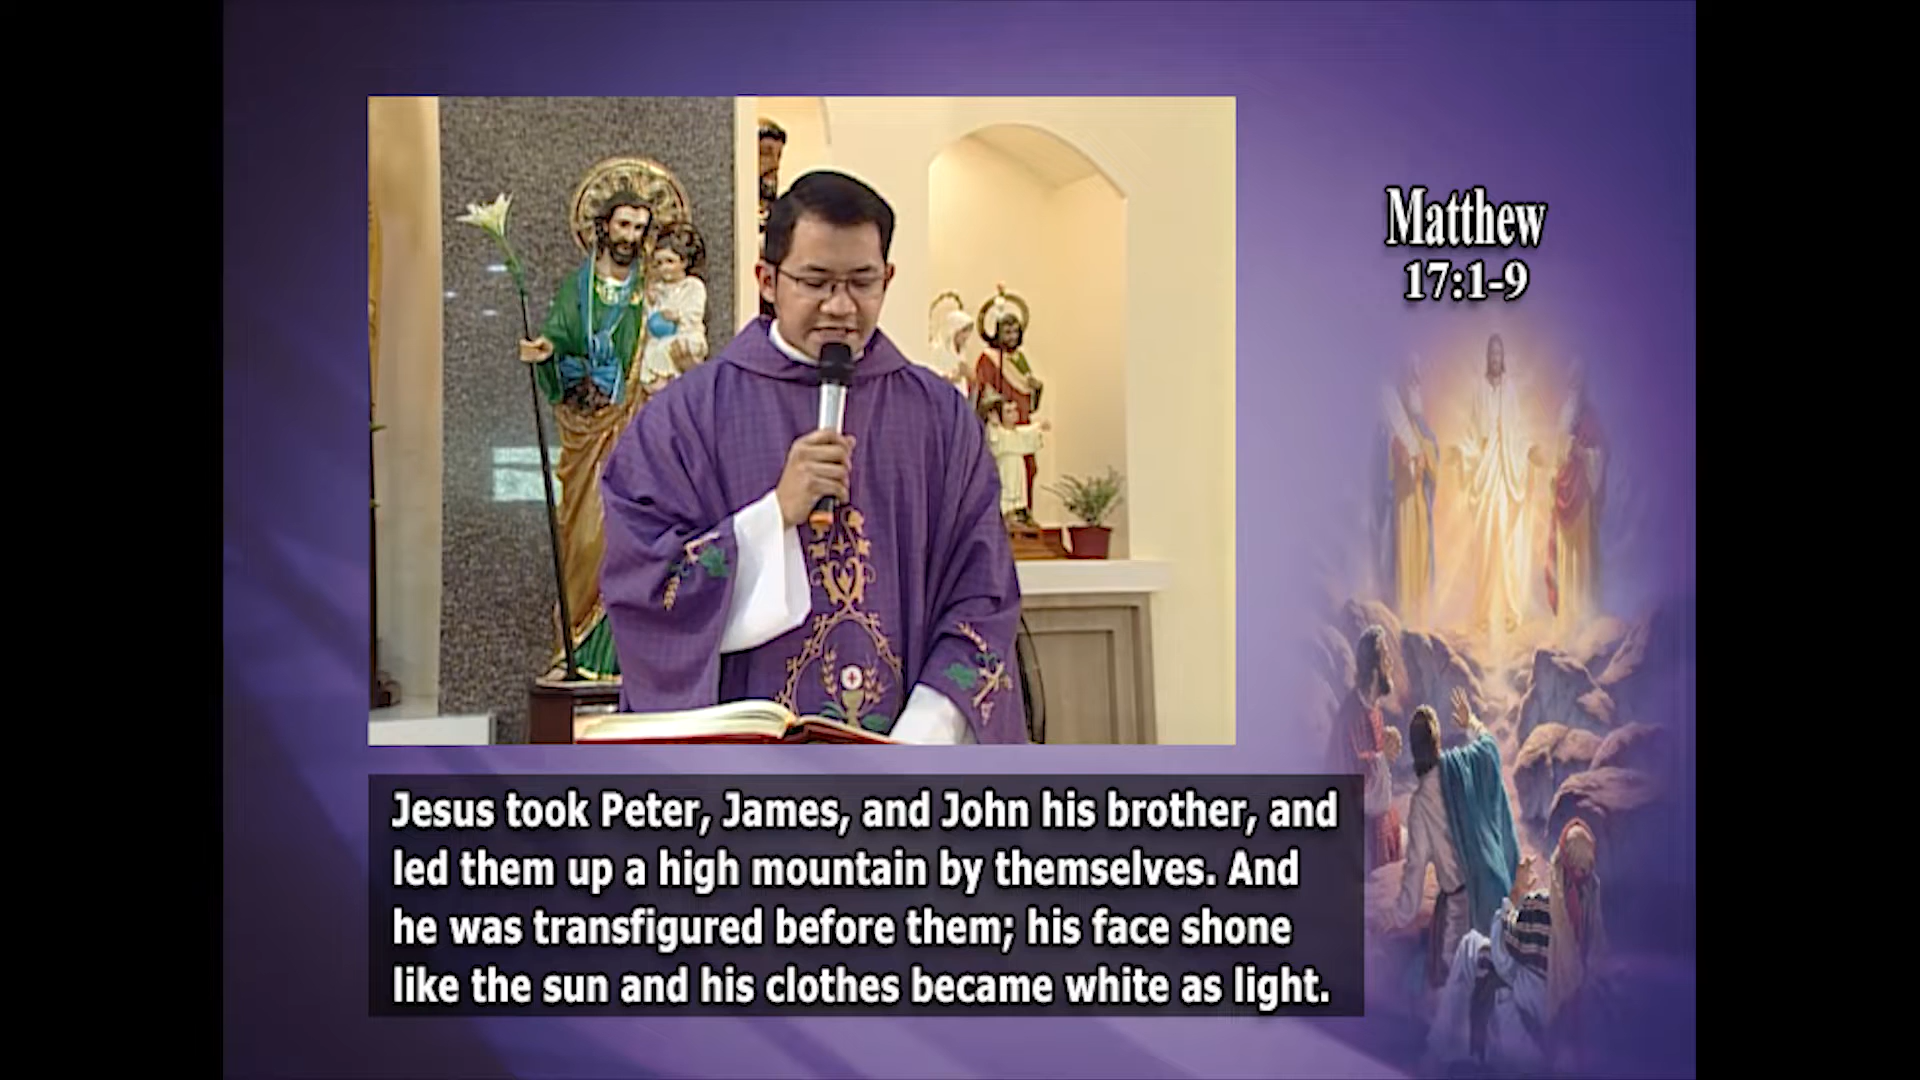 Matthew
17:1-9
Jesus took Peter, James, and John his brother, and
led them up a high mountain by themselves. And
he was transfigured before them; his face shone
like the sun and his clothes became white as light.